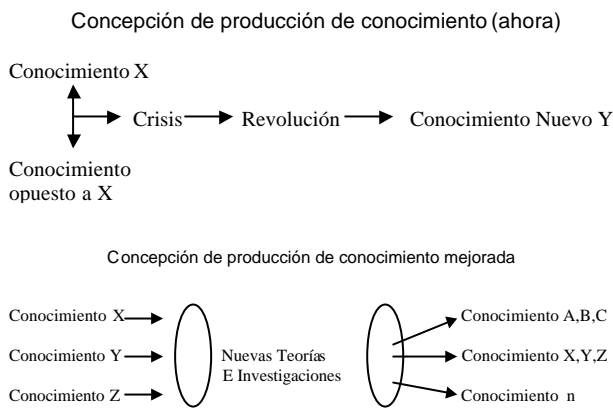 Concepción de producción de conocimiento (ahora)
Conocimiento X
Crisis
Revolución
Conocimiento Nuevo Y
Conocimiento
opuesto a X
Concepción de producción de conocimiento mejorada
Conocimiento X
Conocimiento Y
Conocimiento Z
Nuevas Teorías
E Investigaciones
Conocimiento A,B,C
Conocimiento X,Y,Z
Conocimiento n